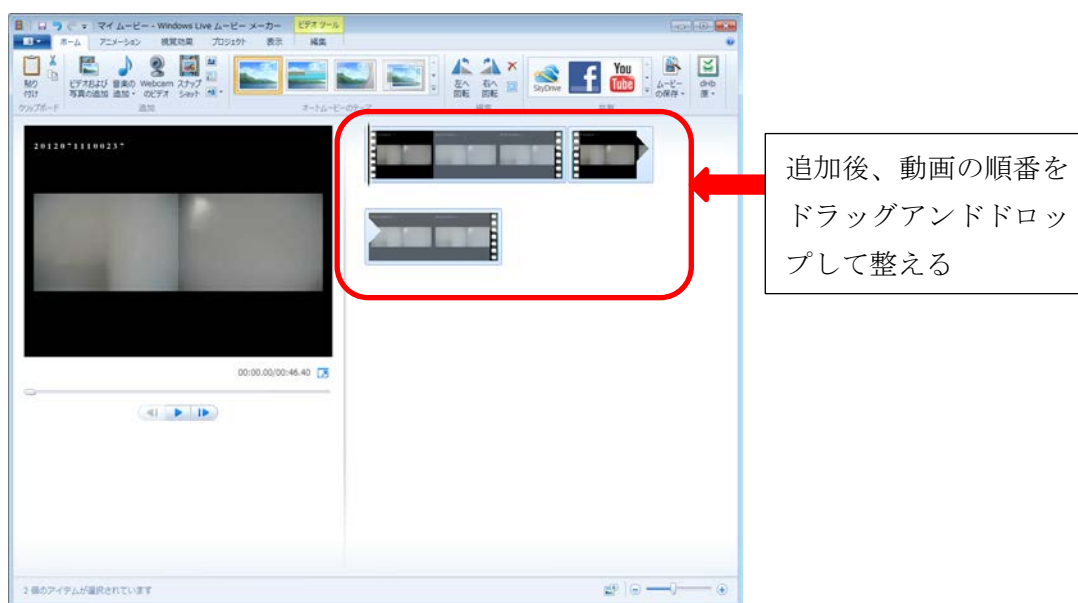 マイ ムービー - Windows Live ムービー メーカー
ビデオ ツール
ホーム アニメーション 視覚効果 プロジェクト 表示 編集
貼り付け
ビデオおよび写真の追加
音楽の追加
Webcam のビデオ
スナップショット
左へ回転
右へ回転
SkyDrive
f
You Tube
ムービーの保存
クリップボード
追加
オートムービーのテーマ
編集
共有
20120711100237
追加後、動画の順番を
ドラッグアンドドロッ
プして整える
00:00.00/00:46.40
2 個のアイテムが選択されています